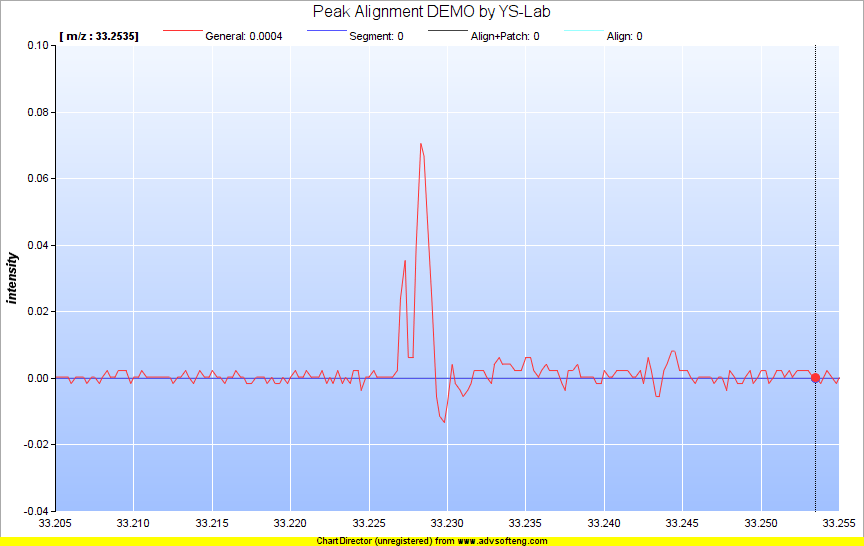 Peak Alignment DEMO by YS-Lab
[ m/z : 33.2535] General: 0.0004 Segment: 0 Align+Patch: 0 Align: 0
0.10
0.08
0.06
0.04
0.02
0.00
-0.02
-0.04
intensity
33.205 33.210 33.215 33.220 33.225 33.230 33.235 33.240 33.245 33.250 33.255
ChartDirector (unregistered) from www.advsofteng.com